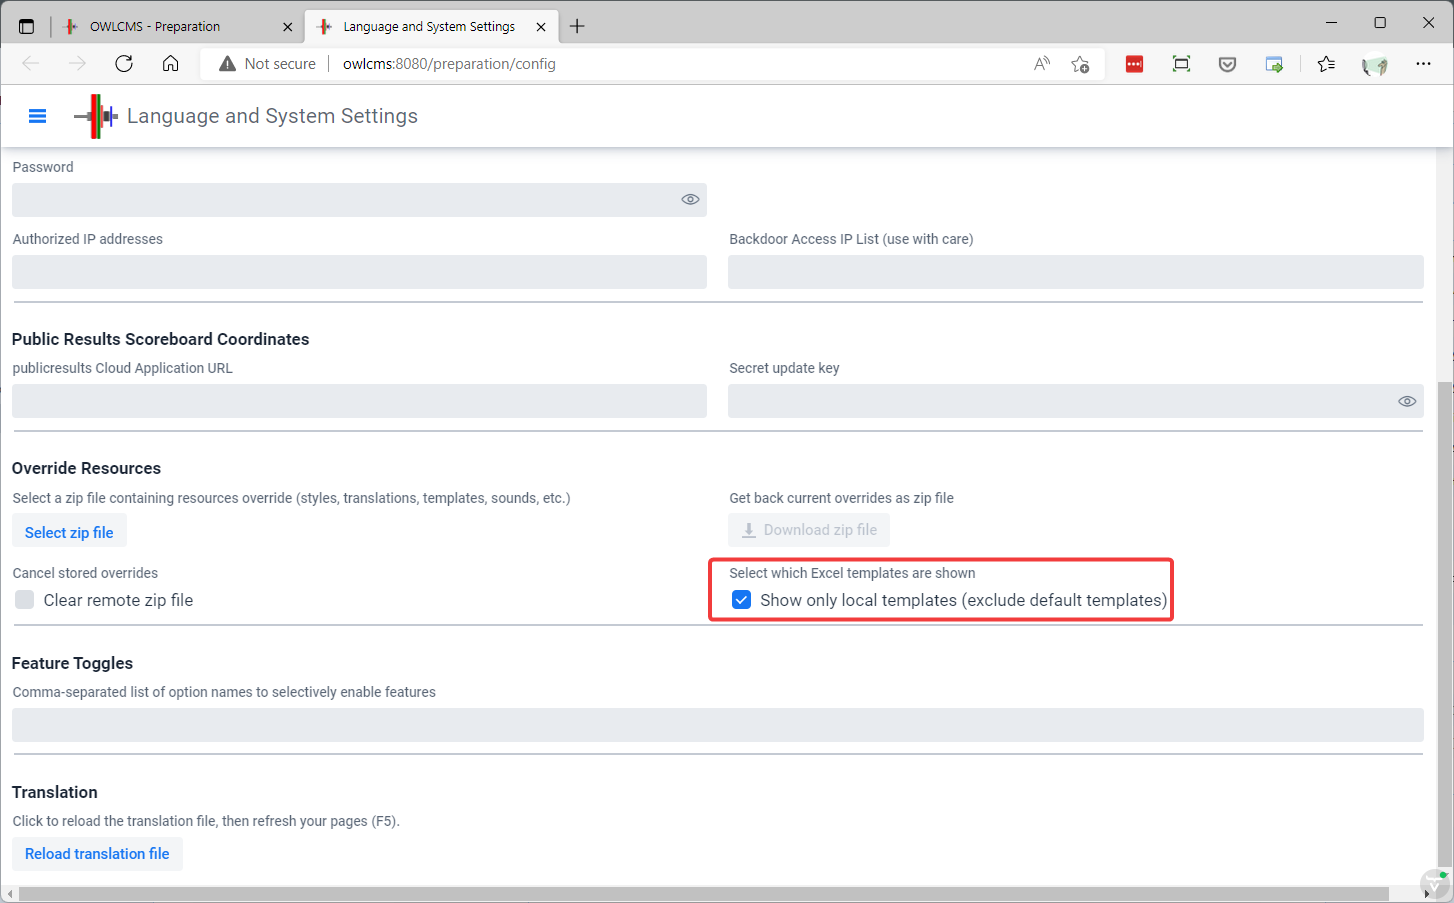 OWLCMS - Preparation
Language and System Settings
Not secure
owlcms:8080/preparation/config
Language and System Settings
Password
Authorized IP addresses
Backdoor Access IP List (use with care)
Public Results Scoreboard Coordinates
publicresults Cloud Application URL
Secret update key
Override Resources
Select a zip file containing resources override (styles, translations, templates, sounds, etc.)
Get back current overrides as zip file
Select zip file
Download zip file
Cancel stored overrides
Select which Excel templates are shown
Clear remote zip file
Show only local templates (exclude default templates)
Feature Toggles
Comma-separated list of option names to selectively enable features
Translation
Click to reload the translation file, then refresh your pages (F5).
Reload translation file